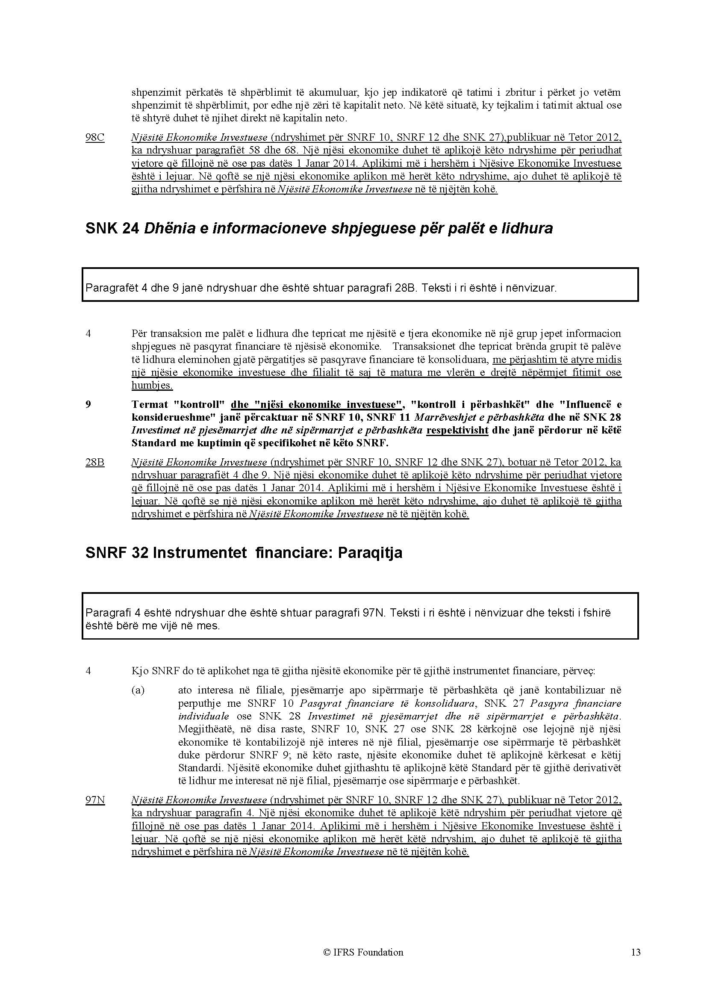 shpenzimit përkatës të shpërblimit të akumuluar, kjo jep indikatorë që tatimi i zbritur i përket jo vetëm
shpenzimit të shpërblimit, por edhe një zëri të kapitalit neto. Në këtë situatë, ky tejkalim i tatimit aktual ose
të shtyrë duhet të njihet direkt në kapitalin neto.
98C Njësitë Ekonomike Investuese (ndryshimet për SNRF 10, SNRF 12 dhe SNK 27),publikuar në Tetor 2012,
ka ndryshuar paragrafiët 58 dhe 68. Një njësi ekonomike duhet të aplikojë këto ndryshime për periudhat
vjetore që fillojnë në ose pas datës 1 Janar 2014. Aplikimi më i hershëm i Njësive Ekonomike Investuese
është i lejuar. Në qoftë se një njësi ekonomike aplikon më herët këto ndryshime, ajo duhet të aplikojë të
gjitha ndryshimet e përfshira në Njësitë Ekonomike Investuese në të njëjtën kohë.
SNK 24 Dhënia e informacioneve shpjeguese për palët e lidhura
Paragrafët 4 dhe 9 janë ndryshuar dhe është shtuar paragrafi 28B. Teksti i ri është i nënvizuar.
4 Për transaksion me palët e lidhura dhe tepricat me njësitë e tjera ekonomike në një grup jepet informacion
shpjegues në pasqyrat financiare të njësisë ekonomike. Transaksionet dhe tepricat brënda grupit të palëve
të lidhura eleminohen gjatë përgatitjes së pasqyrave financiare të konsoliduara, me përjashtim të atyre midis
një njësie ekonomike investuese dhe filialit të saj të matura me vlerën e drejtë nëpërmjet fitimit ose
humbjes.
9 Termat "kontroll" dhe "njësi ekonomike investuese", "kontroll i përbashkët" dhe "Influencë e
konsiderueshme" janë përcaktuar në SNRF 10, SNRF 11 Marrëveshjet e përbashkëta dhe në SNK 28
Investimet në pjesëmarrjet dhe në sipërmarrjet e përbashkëta respektivisht dhe janë përdorur në këtë
Standard me kuptimin që specifikohet në këto SNRF.
28B Njësitë Ekonomike Investuese (ndryshimet për SNRF 10, SNRF 12 dhe SNK 27), botuar në Tetor 2012, ka
ndryshuar paragrafiët 4 dhe 9. Një njësi ekonomike duhet të aplikojë këto ndryshime për periudhat vjetore
që fillojnë në ose pas datës 1 Janar 2014. Aplikimi më i hershëm i Njësive Ekonomike Investuese është i
lejuar. Në qoftë se një njësi ekonomike aplikon më herët këto ndryshime, ajo duhet të aplikojë të gjitha
ndryshimet e përfshira në Njësitë Ekonomike Investuese në të njëjtën kohë.
SNRF 32 Instrumentet financiare: Paraqitja
Paragrafi 4 është ndryshuar dhe është shtuar paragrafi 97N. Teksti i ri është i nënvizuar dhe teksti i fshirë
është bërë me vijë në mes.
4 Kjo SNRF do të aplikohet nga të gjitha njësitë ekonomike për të gjithë instrumentet financiare, përveç:
(a) ato interesa në filiale, pjesëmarrje apo sipërrmarje të përbashkëta që janë kontabilizuar në
perputhje me SNRF 10 Pasqyrat financiare të konsoliduara, SNK 27 Pasqyra financiare
individuale ose SNK 28 Investimet në pjesëmarrjet dhe në sipërmarrjet e përbashkëta.
Megjithëatë, në disa raste, SNRF 10, SNK 27 ose SNK 28 kërkojnë ose lejojnë një njësi
ekonomike të kontabilizojë një interes në një filial, pjesëmarrje ose sipërrmarje të përbashkët
duke përdorur SNRF 9; në këto raste, njësite ekonomike duhet të aplikojnë kërkesat e këtij
Standardi. Njësitë ekonomike duhet gjithashtu të aplikojnë këtë Standard për të gjithë derivativët
të lidhur me interesat në një filial, pjesëmarrje ose sipërrmarje e përbashkët.
97N Njësitë Ekonomike Investuese (ndryshimet për SNRF 10, SNRF 12 dhe SNK 27), publikuar në Tetor 2012,
ka ndryshuar paragrafin 4. Një njësi ekonomike duhet të aplikojë këtë ndryshim për periudhat vjetore që
fillojnë në ose pas datës 1 Janar 2014. Aplikimi më i hershëm i Njësive Ekonomike Investuese është i
lejuar. Në qoftë se një njësi ekonomike aplikon më herët këtë ndryshim, ajo duhet të aplikojë të gjitha
ndryshimet e përfshira në Njësitë Ekonomike Investuese në të njëjtën kohë.
© IFRS Foundation 13